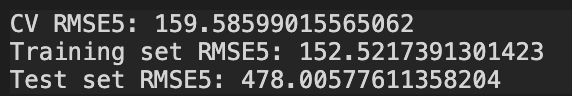 CV RMSE5: 159.58599015565062
Training set RMSE5: 152.5217391301423
Test set RMSE5: 478.00577611358204